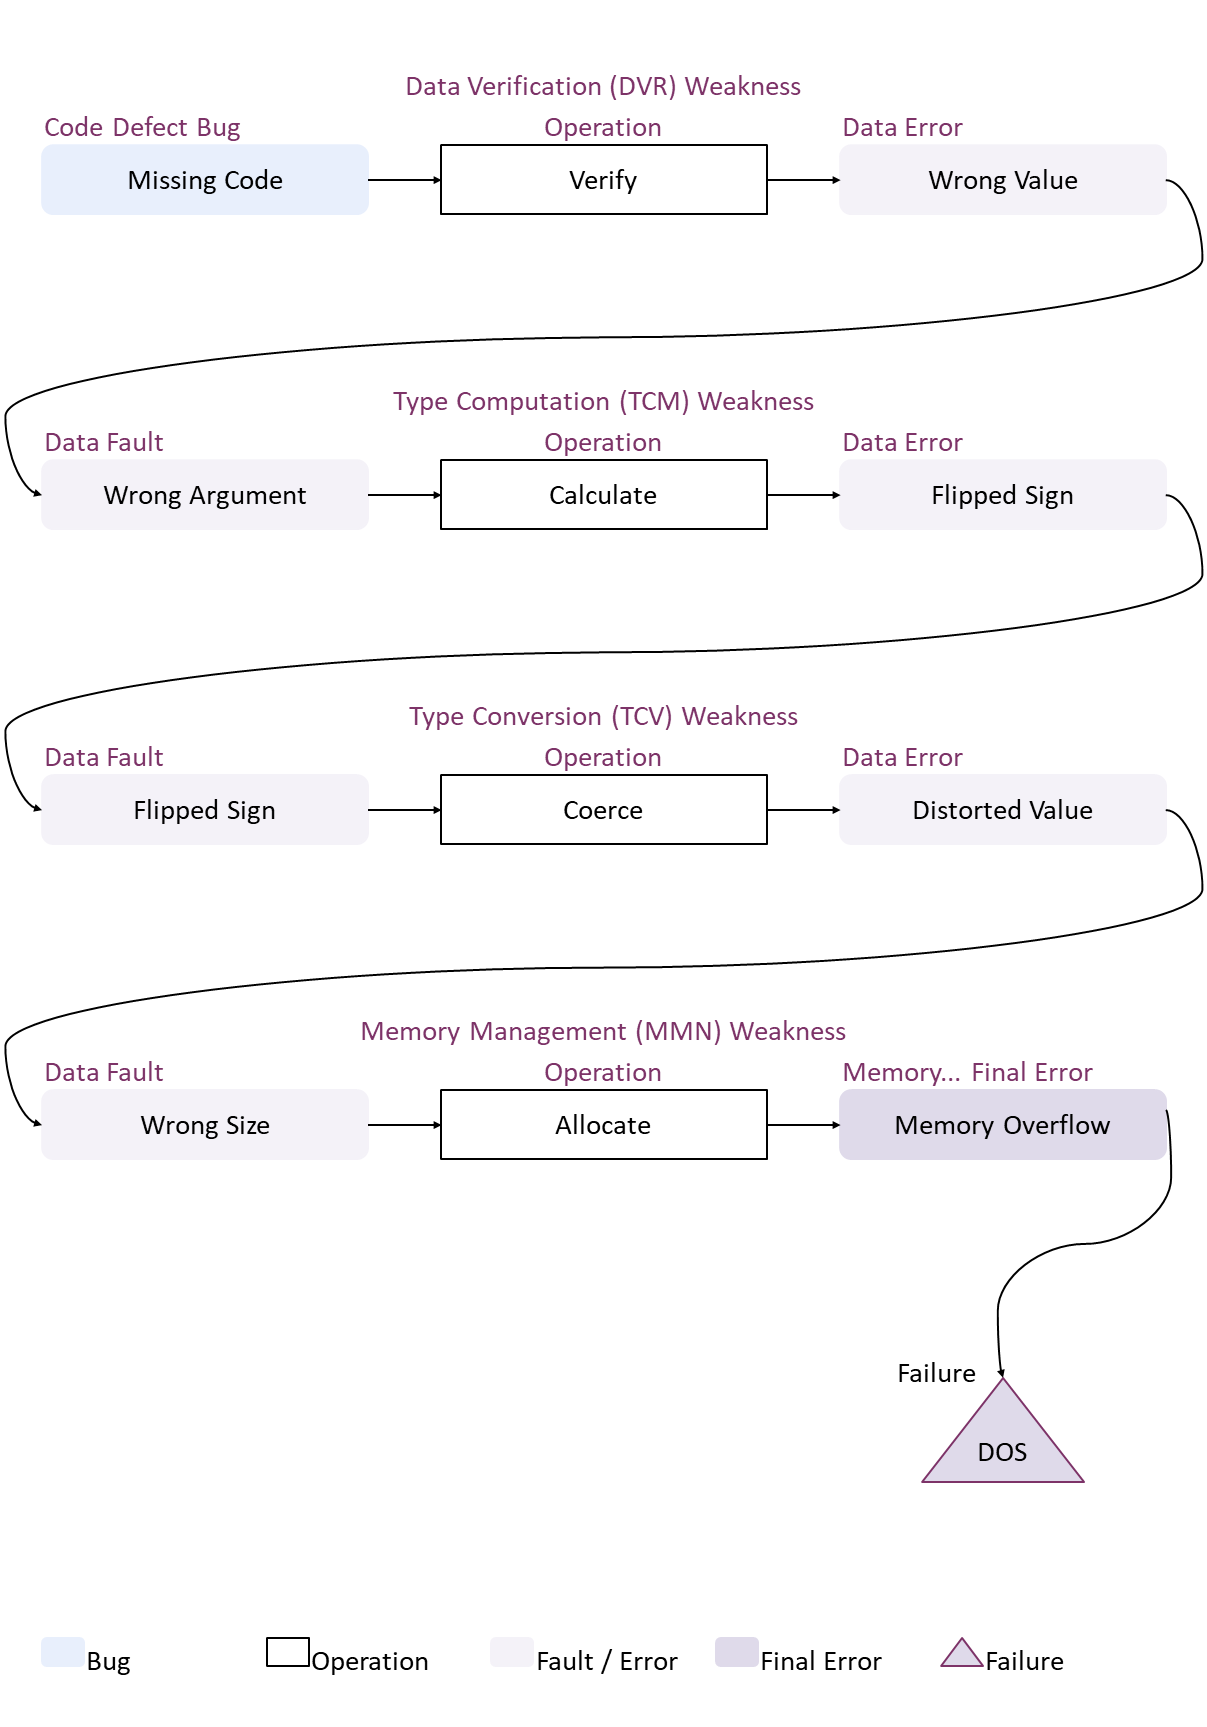 Data Verification (DVR) Weakness
Code Defect Bug Operation Data Error
Missing Code Verify Wrong Value
Type Computation (TCM) Weakness
Data Fault Operation Data Error
Wrong Argument Calculate Flipped Sign
Type Conversion (TCV) Weakness
Data Fault Operation Data Error
Flipped Sign Coerce Distorted Value
Memory Management (MMN) Weakness
Data Fault Operation Memory... Final Error
Wrong Size Allocate Memory Overflow
Failure
DOS
Bug Operation Fault / Error Final Error Failure